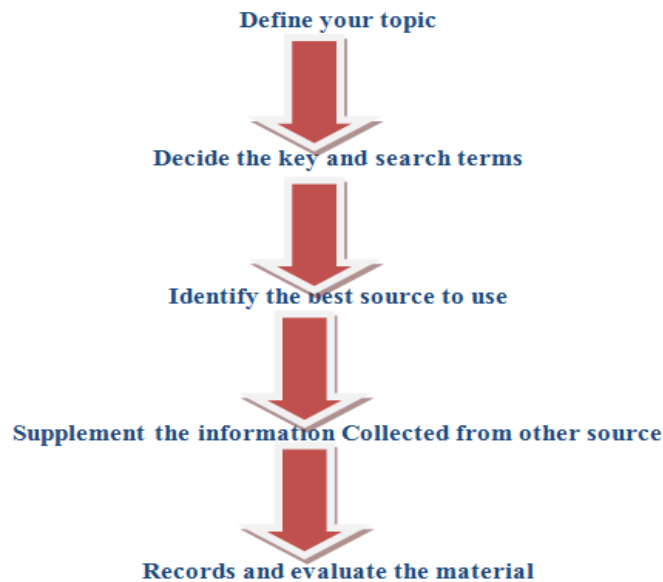 Define your topic
Decide the key and search terms
Identify the best source to use
Supplement the information Collected from other source
Records and evaluate the material